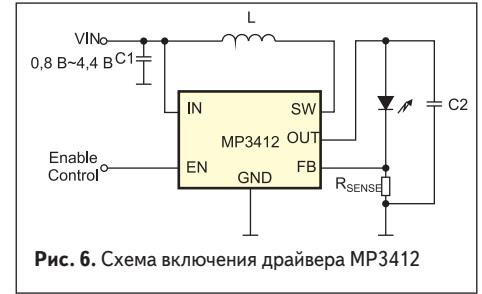 L
VIN
0,8 В~4,4 В C1
IN
SW
MP3412
OUT
C2
Enable
Control
EN
FB
GND
RSENSE
Рис. 6. Схема включения драйвера MP3412